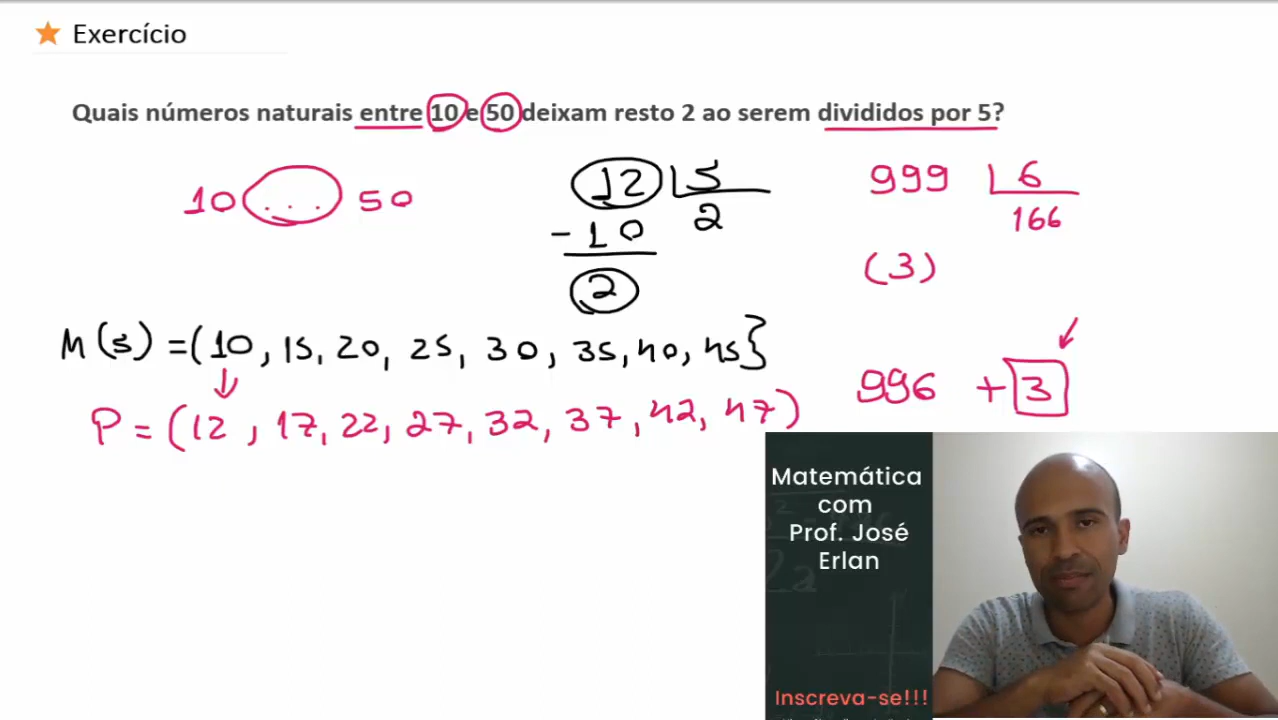 Exercício
Quais números naturais entre 10 e 50 deixam resto 2 ao serem divididos por 5?
10 ... 50
12 5
- 10 2
2
999 6
166
(3)
M(5) = (10, 15, 20, 25, 30, 35, 40, 45}
996 + 3
P = (12, 17, 22, 27, 32, 37, 42, 47)
Matemática
com
Prof. José
Erlan
Inscreva-se!!!